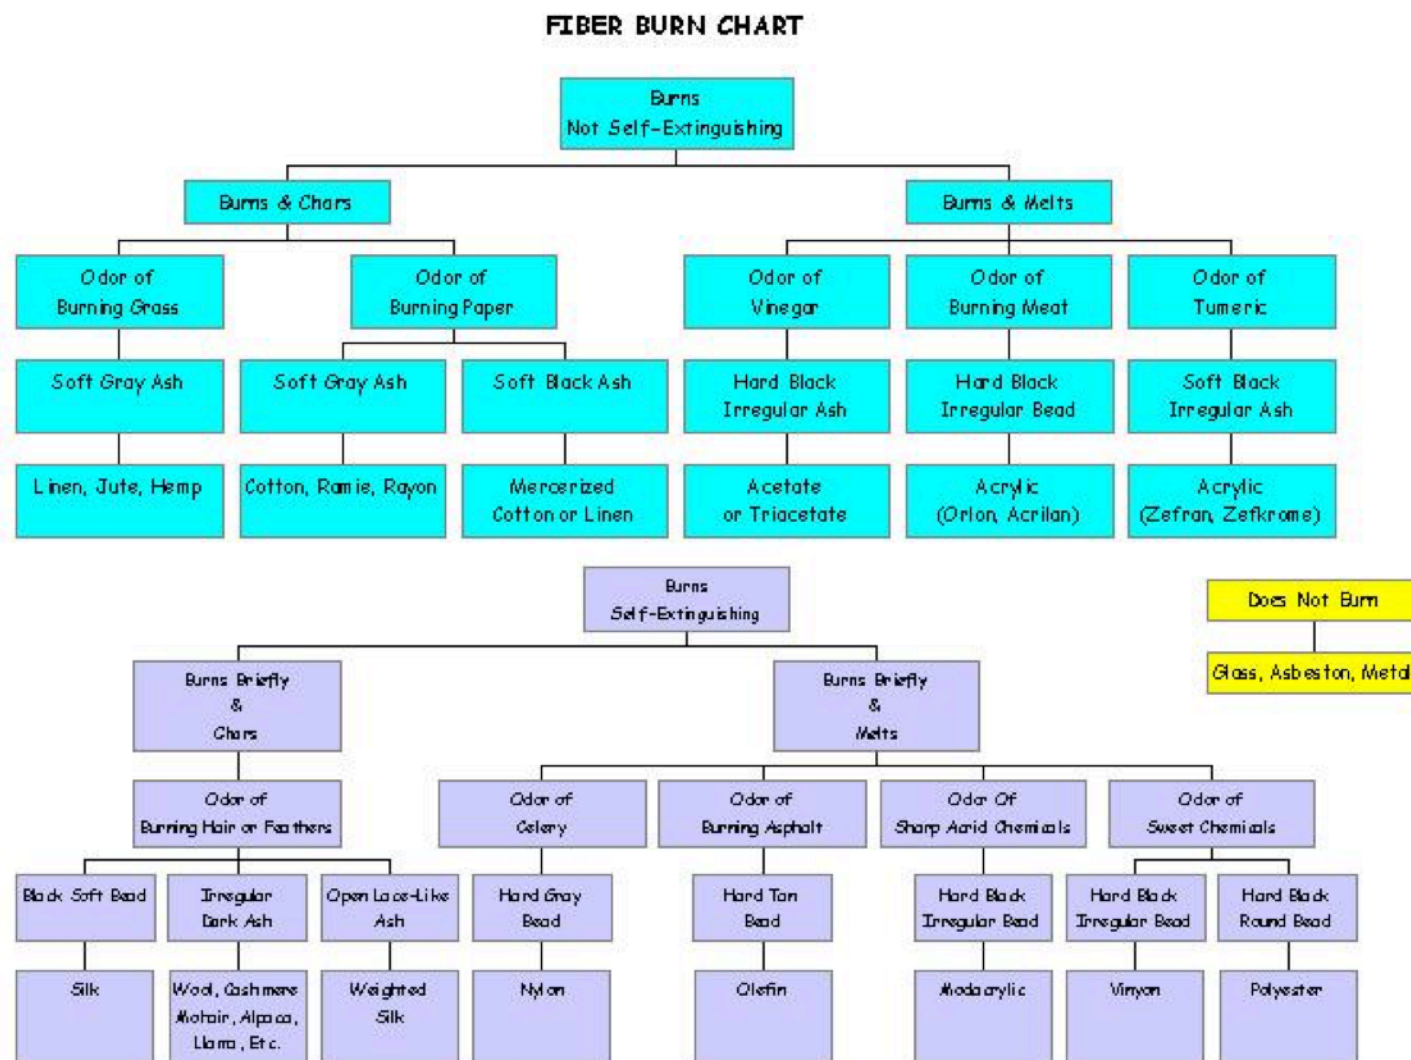 FIBER BURN CHART
Burns
Not Self-Extinguishing
Burns & Chars
Burns & Melts
Odor of
Burning Grass
Odor of
Burning Paper
Odor of
Vinegar
Odor of
Burning Meat
Odor of
Tumeric
Soft Gray Ash
Soft Gray Ash
Soft Black Ash
Hard Black
Irregular Ash
Hard Black
Irregular Bead
Soft Black
Irregular Ash
Linen, Jute, Hemp
Cotton, Ramie, Rayon
Mercerized
Cotton or Linen
Acetate
or Triacetate
Acrylic
(Orlon, Acrilan)
Acrylic
(Zefran, Zefkrome)
Burns
Self-Extinguishing
Does Not Burn
Glass, Asbeston, Metal
Burns Briefly
&
Chars
Burns Briefly
&
Melts
Odor of
Burning Hair or Feathers
Odor of
Celery
Odor of
Burning Asphalt
Odor Of
Sharp Acrid Chemicals
Odor of
Sweet Chemicals
Black Soft Bead
Irregular
Dark Ash
Open Lace-Like
Ash
Hard Gray
Bead
Hard Tan
Bead
Hard Black
Irregular Bead
Hard Black
Irregular Bead
Hard Black
Round Bead
Silk
Wool, Cashmere
Mohair, Alpaca,
Llama, Etc.
Weighted
Silk
Nylon
Olefin
Modacrylic
Vinyon
Polyester